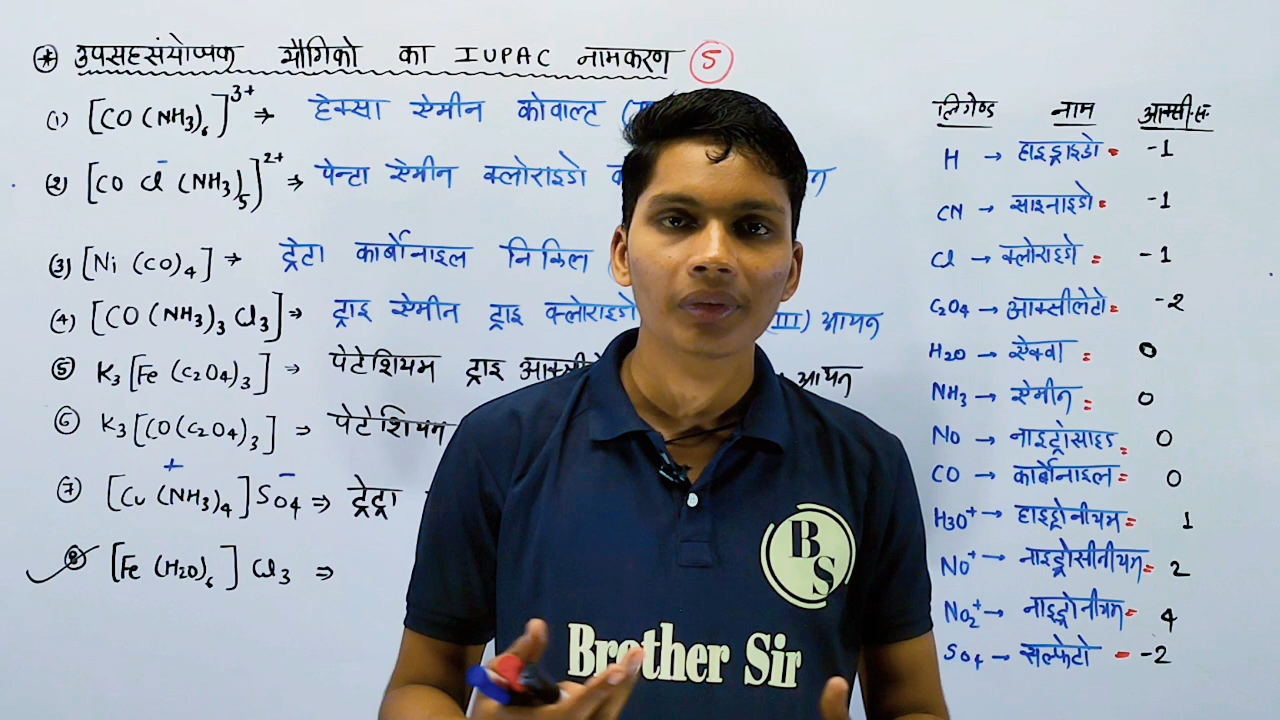 * उपसहसंयोजक यौगिको का IUPAC नामकरण 5
(1) [CO (NH3)6]3+ → हेक्सा ऐमीन कोवाल्ट
(2) [CO Cl- (NH3)5]2+ → पेन्टा ऐमीन क्लोराइडो
(3) [Ni (CO)4] → ट्रेटा कार्बोनाइल निकिल
(4) [CO (NH3)3 Cl3] → ट्राइ ऐमीन ट्राइ क्लोराइडो (III) आयन
(5) K3 [Fe (C2O4)3] → पेटेशियम ट्राइ आयन
(6) K3 [CO(C2O4)3] ⇒ पेटेशियम
(7) [Cu (NH3)4]+ SO4- ⇒ ट्रेट्रा
(8) [Fe (H2O)6] Cl3 ⇒
लिगेण्ड नाम आक्सी.सं.
H → हाइड्राइडो = -1
CN → साइनाइडो = -1
Cl → क्लोराइडो = -1
C2O4 → आक्सीलेटो = -2
H2O → ऐक्वा = 0
NH3 → ऐमीन = 0
NO → नाइट्रोसाइड = 0
CO → कार्बोनाइल = 0
H3O+ → हाइड्रोनीयम = 1
NO+ → नाइट्रोसीनीयम = 2
NO2+ → नाइट्रोनीयम = 4
SO4 → सल्फेटो = -2
BS
Brother Sir